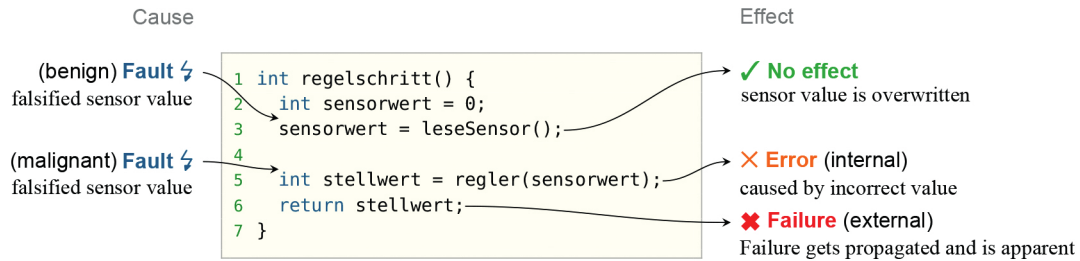 Cause
Effect
(benign) Fault
falsified sensor value
(malignant) Fault
falsified sensor value
1 int regelschritt() {
2 int sensorwert = 0;
3 sensorwert = leseSensor();
4
5 int stellwert = regler(sensorwert);
6 return stellwert;
7 }
✓ No effect
sensor value is overwritten
✕ Error (internal)
caused by incorrect value
✖ Failure (external)
Failure gets propagated and is apparent